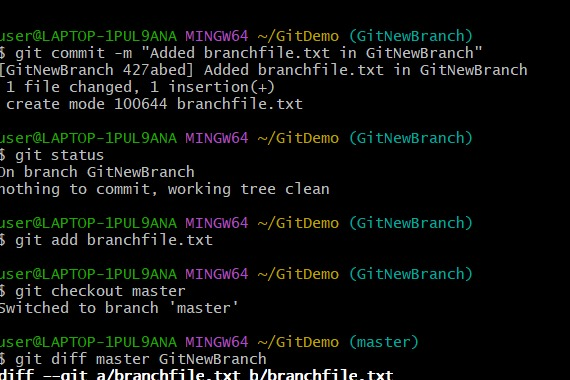 user@LAPTOP-1PUL9ANA MINGW64 ~/GitDemo (GitNewBranch)
$ git commit -m "Added branchfile.txt in GitNewBranch"
[GitNewBranch 427abed] Added branchfile.txt in GitNewBranch
1 file changed, 1 insertion(+)
create mode 100644 branchfile.txt
user@LAPTOP-1PUL9ANA MINGW64 ~/GitDemo (GitNewBranch)
$ git status
On branch GitNewBranch
nothing to commit, working tree clean
user@LAPTOP-1PUL9ANA MINGW64 ~/GitDemo (GitNewBranch)
$ git add branchfile.txt
user@LAPTOP-1PUL9ANA MINGW64 ~/GitDemo (GitNewBranch)
$ git checkout master
Switched to branch 'master'
user@LAPTOP-1PUL9ANA MINGW64 ~/GitDemo (master)
$ git diff master GitNewBranch
diff --git a/branchfile.txt b/branchfile.txt